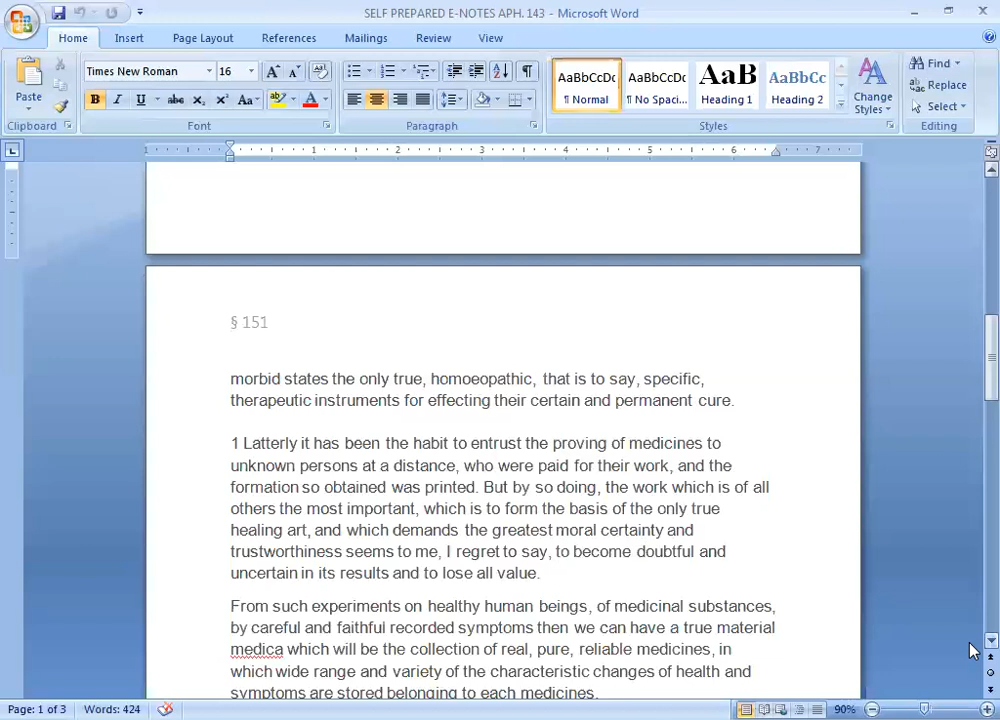 SELF PREPARED E-NOTES APH. 143 - Microsoft Word
Home Insert Page Layout References Mailings Review View
Times New Roman 16
Paste
Clipboard Font Paragraph Styles Editing
AaBbCcDc AaBbCcDc AaB AaBbCc
¶ Normal ¶ No Spaci... Heading 1 Heading 2
Change
Styles
Find
Replace
Select
1 1 2 3 4 5 6 7
§ 151
morbid states the only true, homoeopathic, that is to say, specific,
therapeutic instruments for effecting their certain and permanent cure.
1 Latterly it has been the habit to entrust the proving of medicines to
unknown persons at a distance, who were paid for their work, and the
formation so obtained was printed. But by so doing, the work which is of all
others the most important, which is to form the basis of the only true
healing art, and which demands the greatest moral certainty and
trustworthiness seems to me, I regret to say, to become doubtful and
uncertain in its results and to lose all value.
From such experiments on healthy human beings, of medicinal substances,
by careful and faithful recorded symptoms then we can have a true material
medica which will be the collection of real, pure, reliable medicines, in
which wide range and variety of the characteristic changes of health and
symptoms are stored belonging to each medicines.
Page: 1 of 3 Words: 424 90%